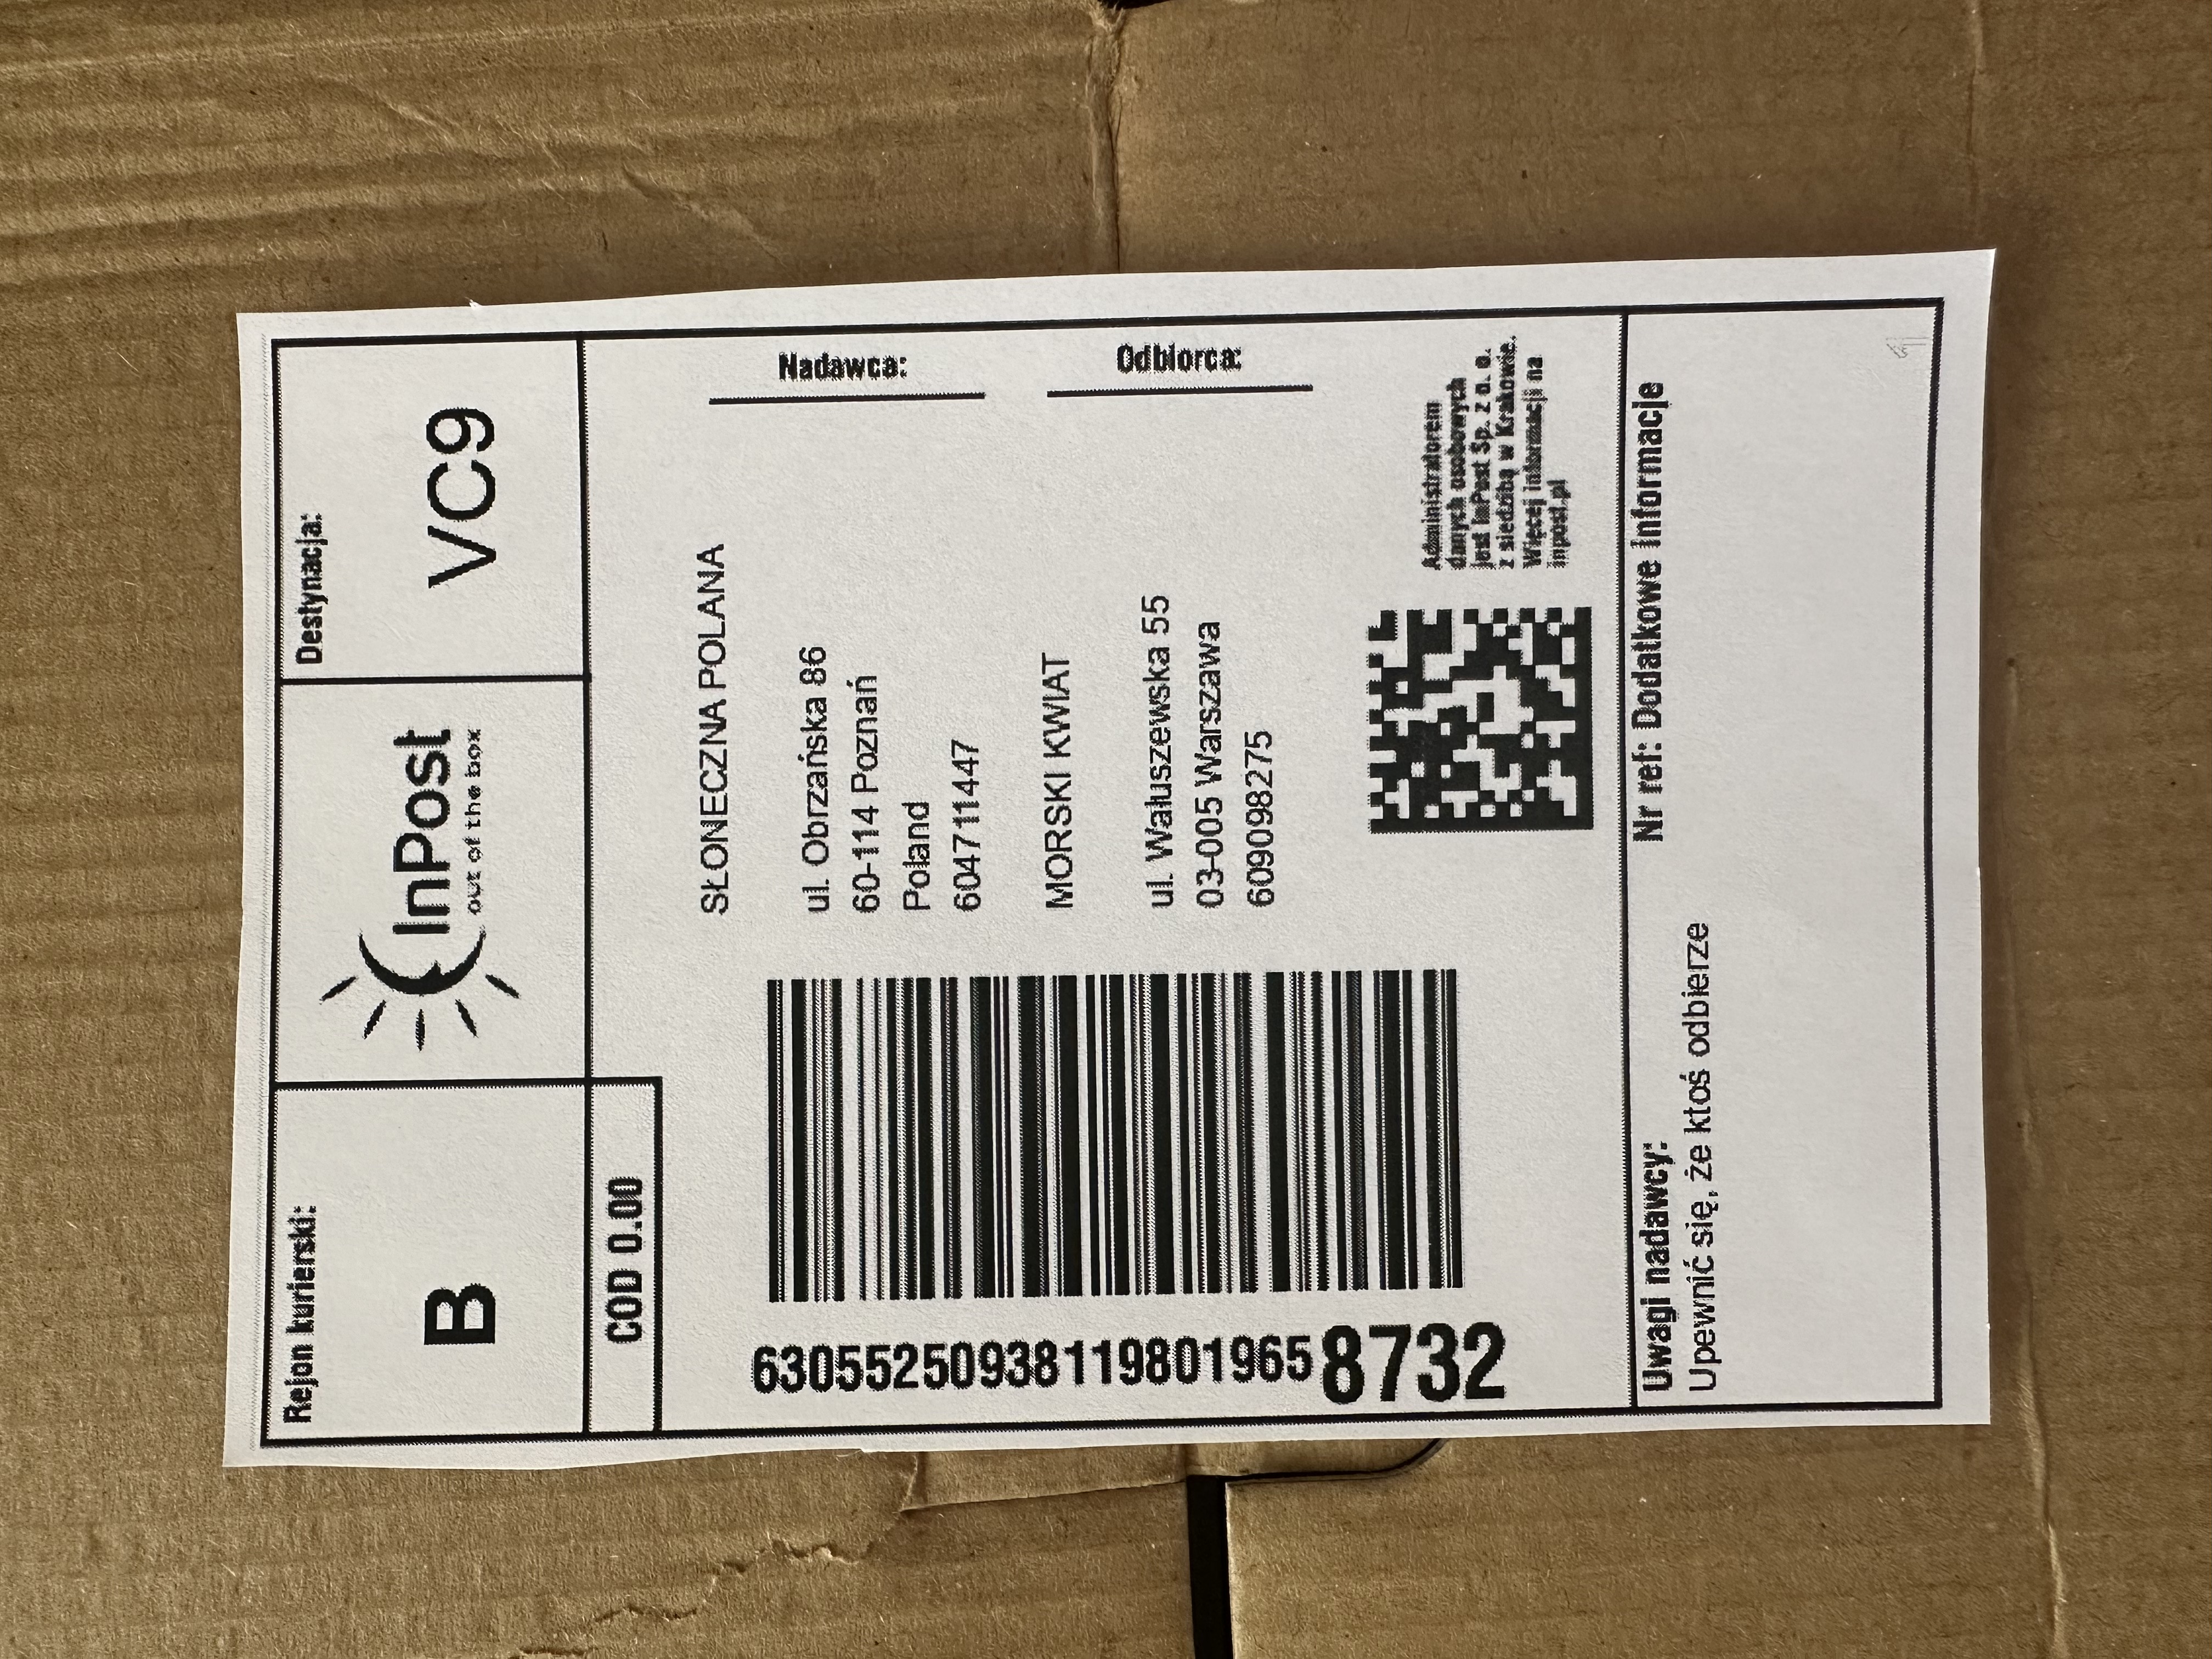 Rejon kurierski:
B
InPost
out of the box
Destynacja:
VC9
COD 0.00
630552509381198019658732
SŁONECZNA POLANA
ul. Obrzańska 86
60-114 Poznań
Poland
604711447
Nadawca:
MORSKI KWIAT
ul. Wałuszewska 55
03-005 Warszawa
609098275
Odbiorca:
Administratorem
danych osobowych
jest InPost Sp. z o. o.
z siedzibą w Krakowie.
Więcej informacji na
inpost.pl
Uwagi nadawcy:
Upewnić się, że ktoś odbierze
Nr ref: Dodatkowe informacje
1